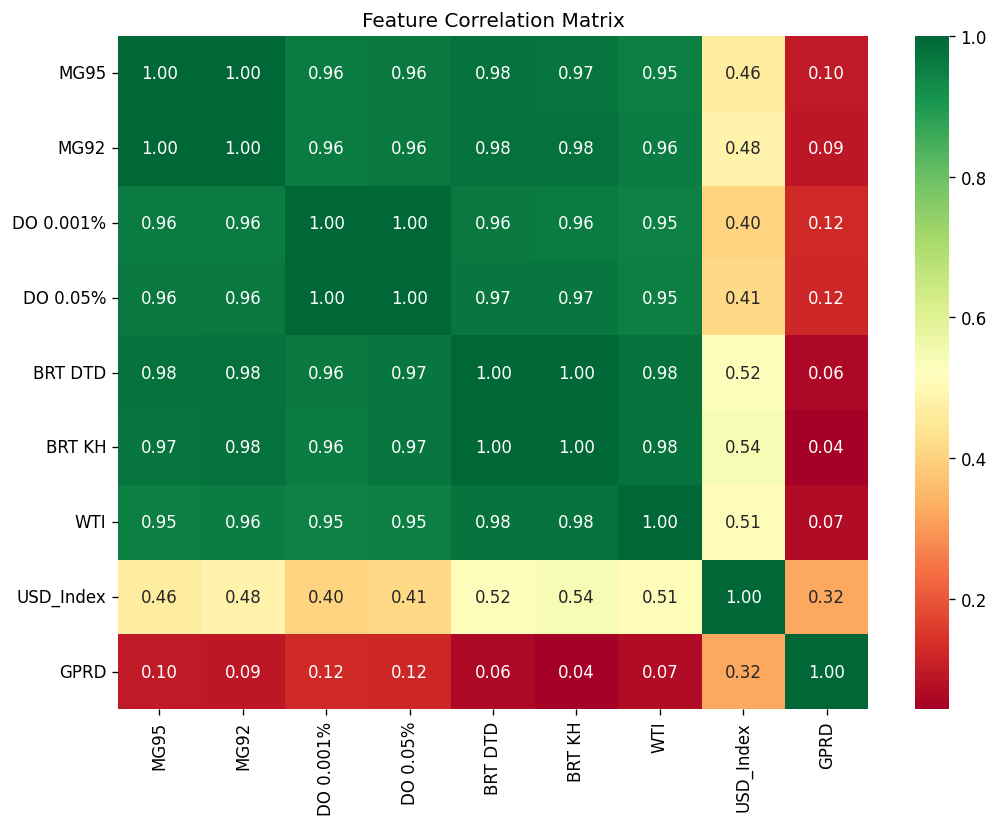 Feature Correlation Matrix
MG95 1.00 1.00 0.96 0.96 0.98 0.97 0.95 0.46 0.10
MG92 1.00 1.00 0.96 0.96 0.98 0.98 0.96 0.48 0.09
DO 0.001% 0.96 0.96 1.00 1.00 0.96 0.96 0.95 0.40 0.12
DO 0.05% 0.96 0.96 1.00 1.00 0.97 0.97 0.95 0.41 0.12
BRT DTD 0.98 0.98 0.96 0.97 1.00 1.00 0.98 0.52 0.06
BRT KH 0.97 0.98 0.96 0.97 1.00 1.00 0.98 0.54 0.04
WTI 0.95 0.96 0.95 0.95 0.98 0.98 1.00 0.51 0.07
USD_Index 0.46 0.48 0.40 0.41 0.52 0.54 0.51 1.00 0.32
GPRD 0.10 0.09 0.12 0.12 0.06 0.04 0.07 0.32 1.00
MG95 MG92 DO 0.001% DO 0.05% BRT DTD BRT KH WTI USD_Index GPRD
1.0
0.8
0.6
0.4
0.2